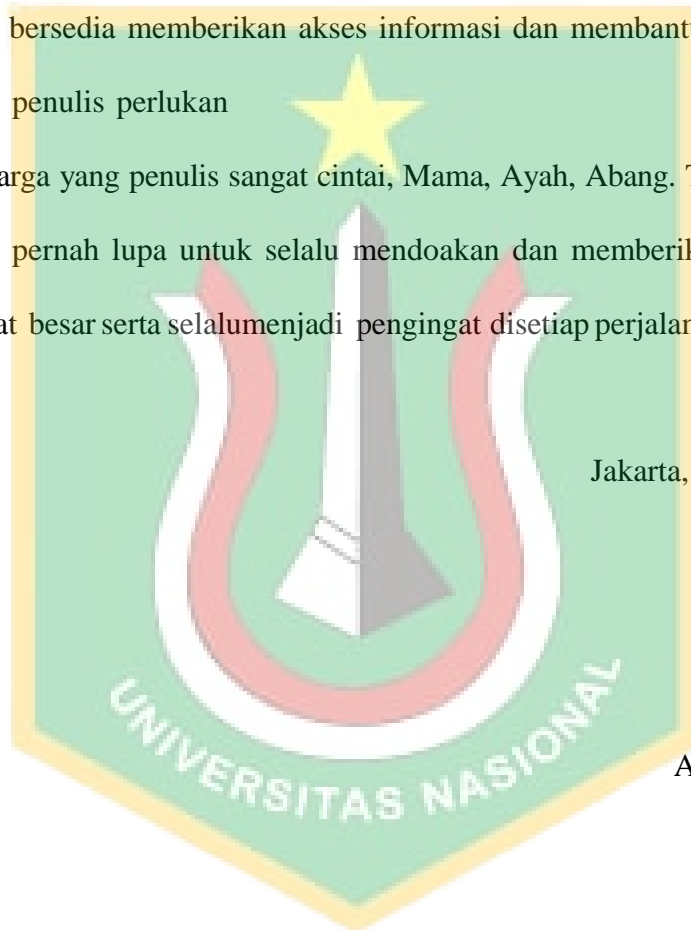 bersedia memberikan akses informasi dan membantu
penulis perlukan
arga yang penulis sangat cintai, Mama, Ayah, Abang.
pernah lupa untuk selalu mendoakan dan memberik
at besar serta selalumenjadi pengingat disetiap perjalan
Jakarta,
A
UNIVERSITAS NASIONAL